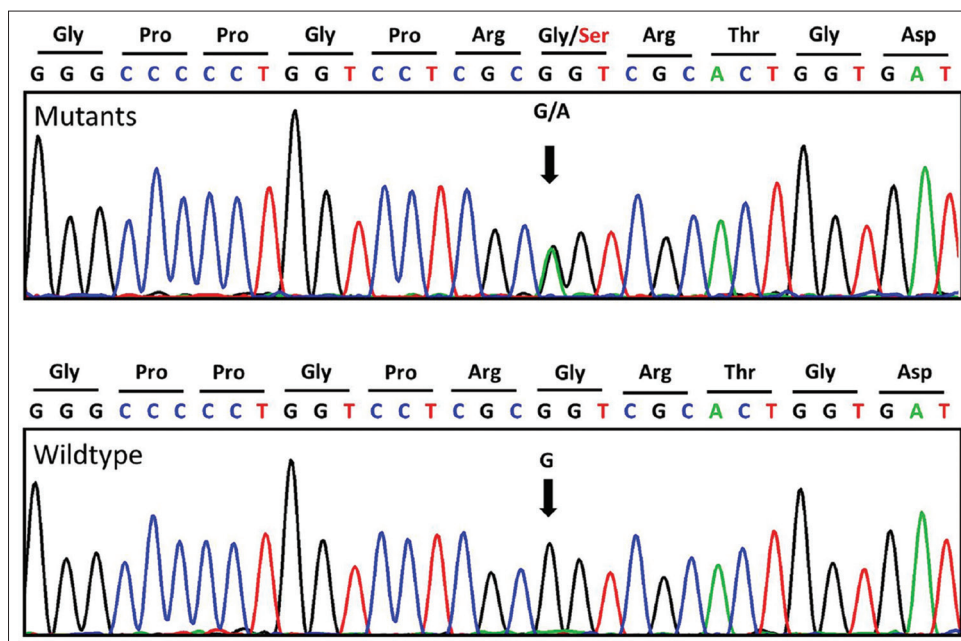 Gly Pro Pro Gly Pro Arg Gly/Ser Arg Thr Gly Asp
G G G C C C C C T G G T C C T C G C G G T C G C A C T G G T G A T
Mutants
G/A
Gly Pro Pro Gly Pro Arg Gly Arg Thr Gly Asp
G G G C C C C C T G G T C C T C G C G G T C G C A C T G G T G A T
Wildtype
G